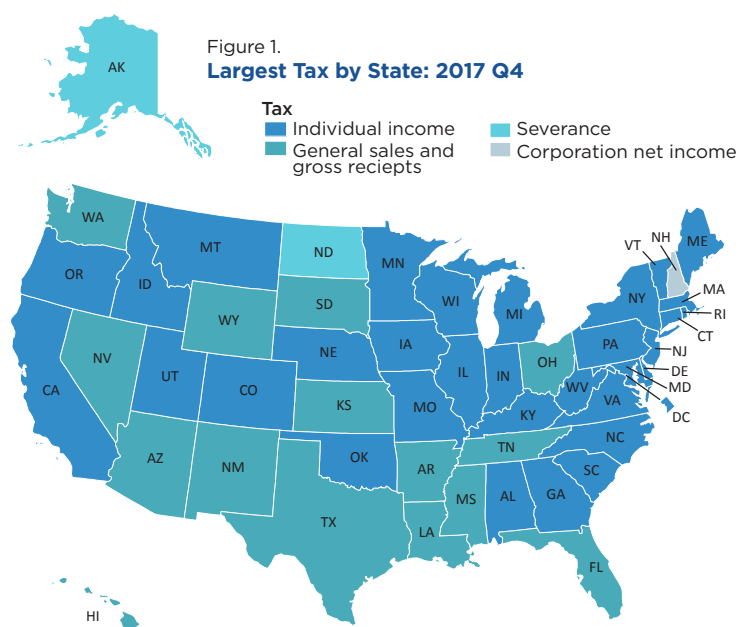 Figure 1.
Largest Tax by State: 2017 Q4
AK
Tax
Individual income
General sales and
gross reciepts
Severance
Corporation net income
WA
MT
ND
MN
VT
NH
ME
OR
ID
WY
SD
WI
MI
NY
MA
RI
CT
NV
UT
CO
NE
IA
IL
IN
OH
PA
NJ
DE
MD
DC
CA
KS
MO
KY
WV
VA
NC
AZ
NM
OK
AR
TN
SC
TX
LA
MS
AL
GA
FL
HI